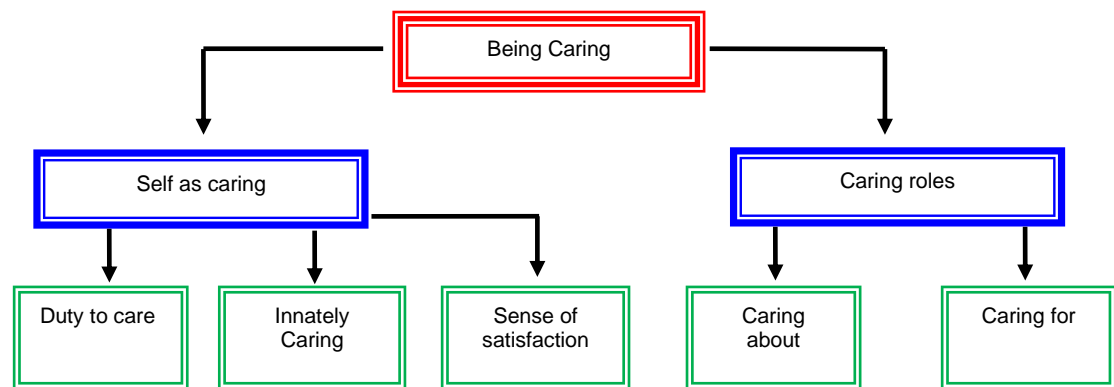 Being Caring
Self as caring
Caring roles
Duty to care
Innately
Caring
Sense of
satisfaction
Caring
about
Caring for